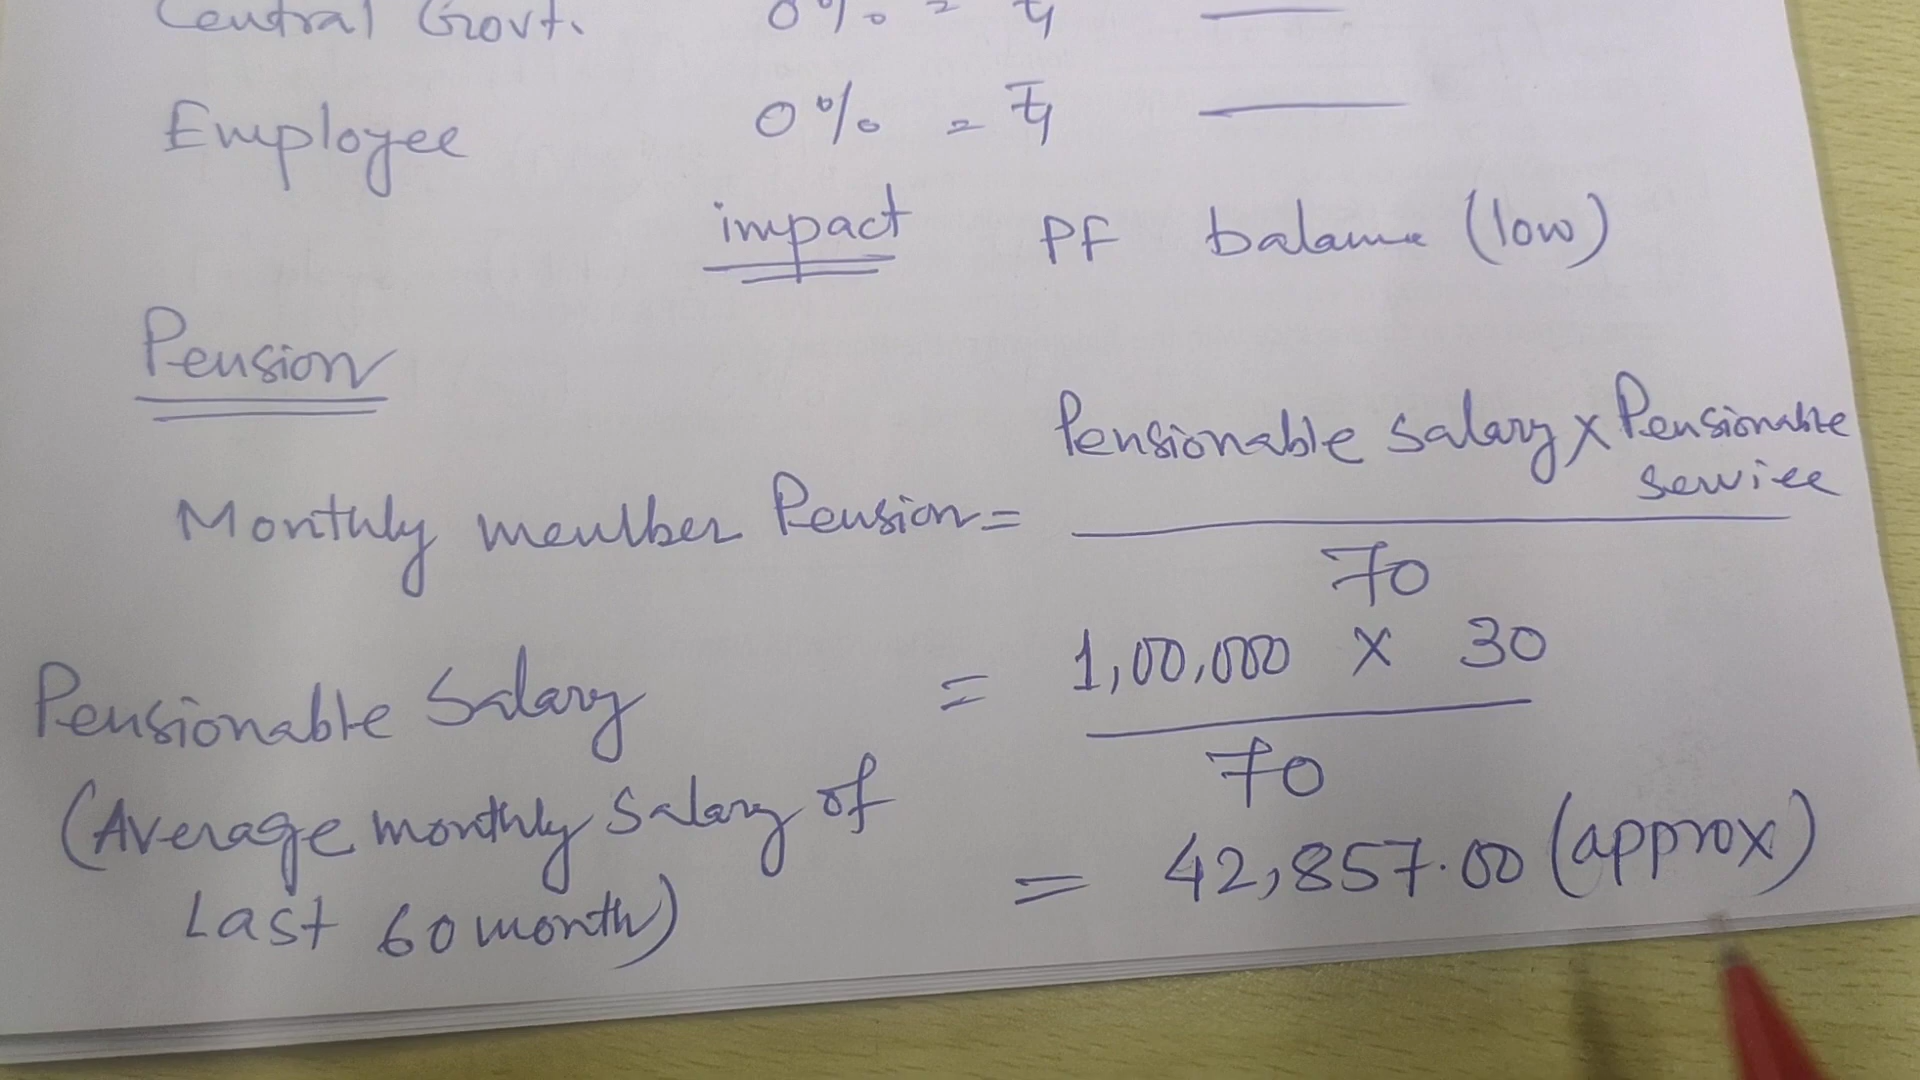 Central Govt. 0% = ₹ —
Employee 0% = ₹ —
impact PF balance (low)
Pension
Monthly member Pension = Pensionable salary x Pensionable service
70
= 1,00,000 x 30
70
Pensionable Salary
(Average monthly Salary of
Last 60 month)
= 42,857.00 (approx)